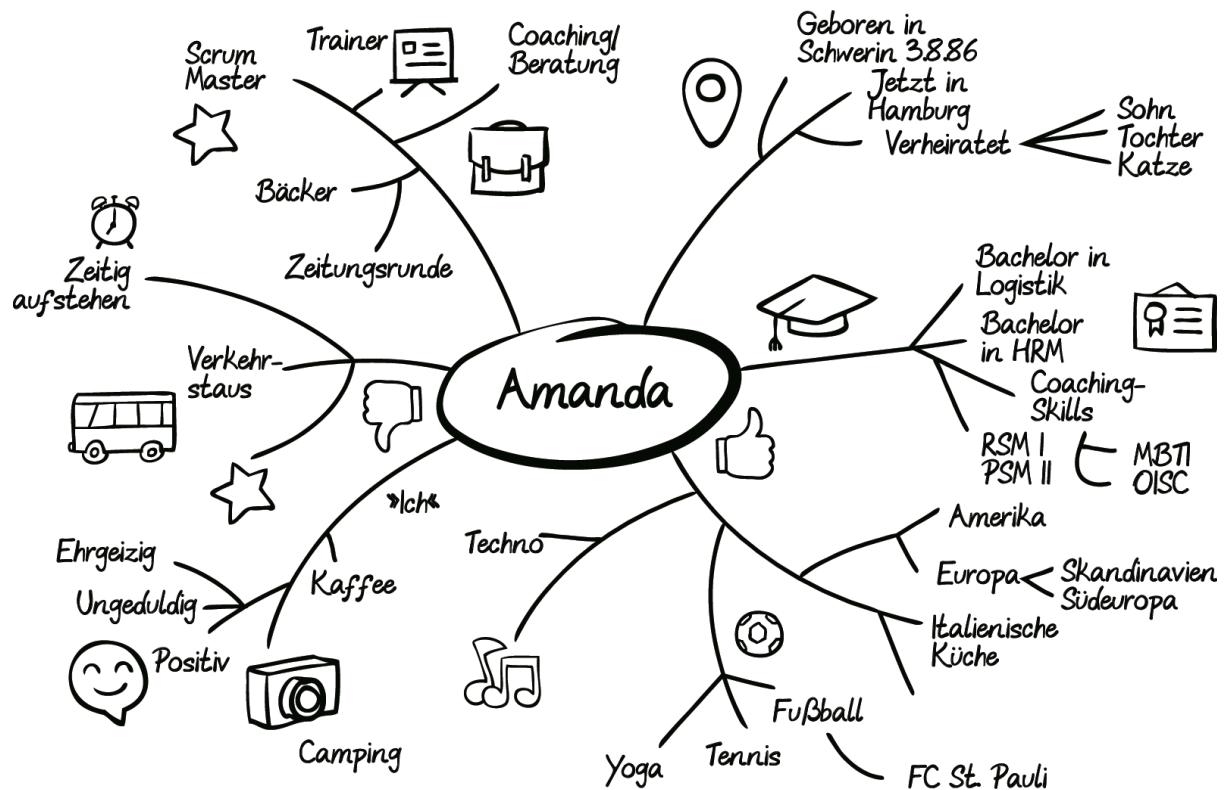 Scrum
Master
Trainer
Coaching/
Beratung
Bäcker
Zeitungsrunde
Geboren in
Schwerin 3.8.86
Jetzt in
Hamburg
Verheiratet
Sohn
Tochter
Katze
Zeitig
aufstehen
Verkehr-
staus
Amanda
Bachelor in
Logistik
Bachelor
in HRM
Coaching-
Skills
RSM I
PSM II
MBTI
OISC
»Ich«
Kaffee
Ehrgeizig
Ungeduldig
Positiv
Camping
Techno
Amerika
Europa
Skandinavien
Südeuropa
Italienische
Küche
Fußball
Tennis
Yoga
FC St. Pauli